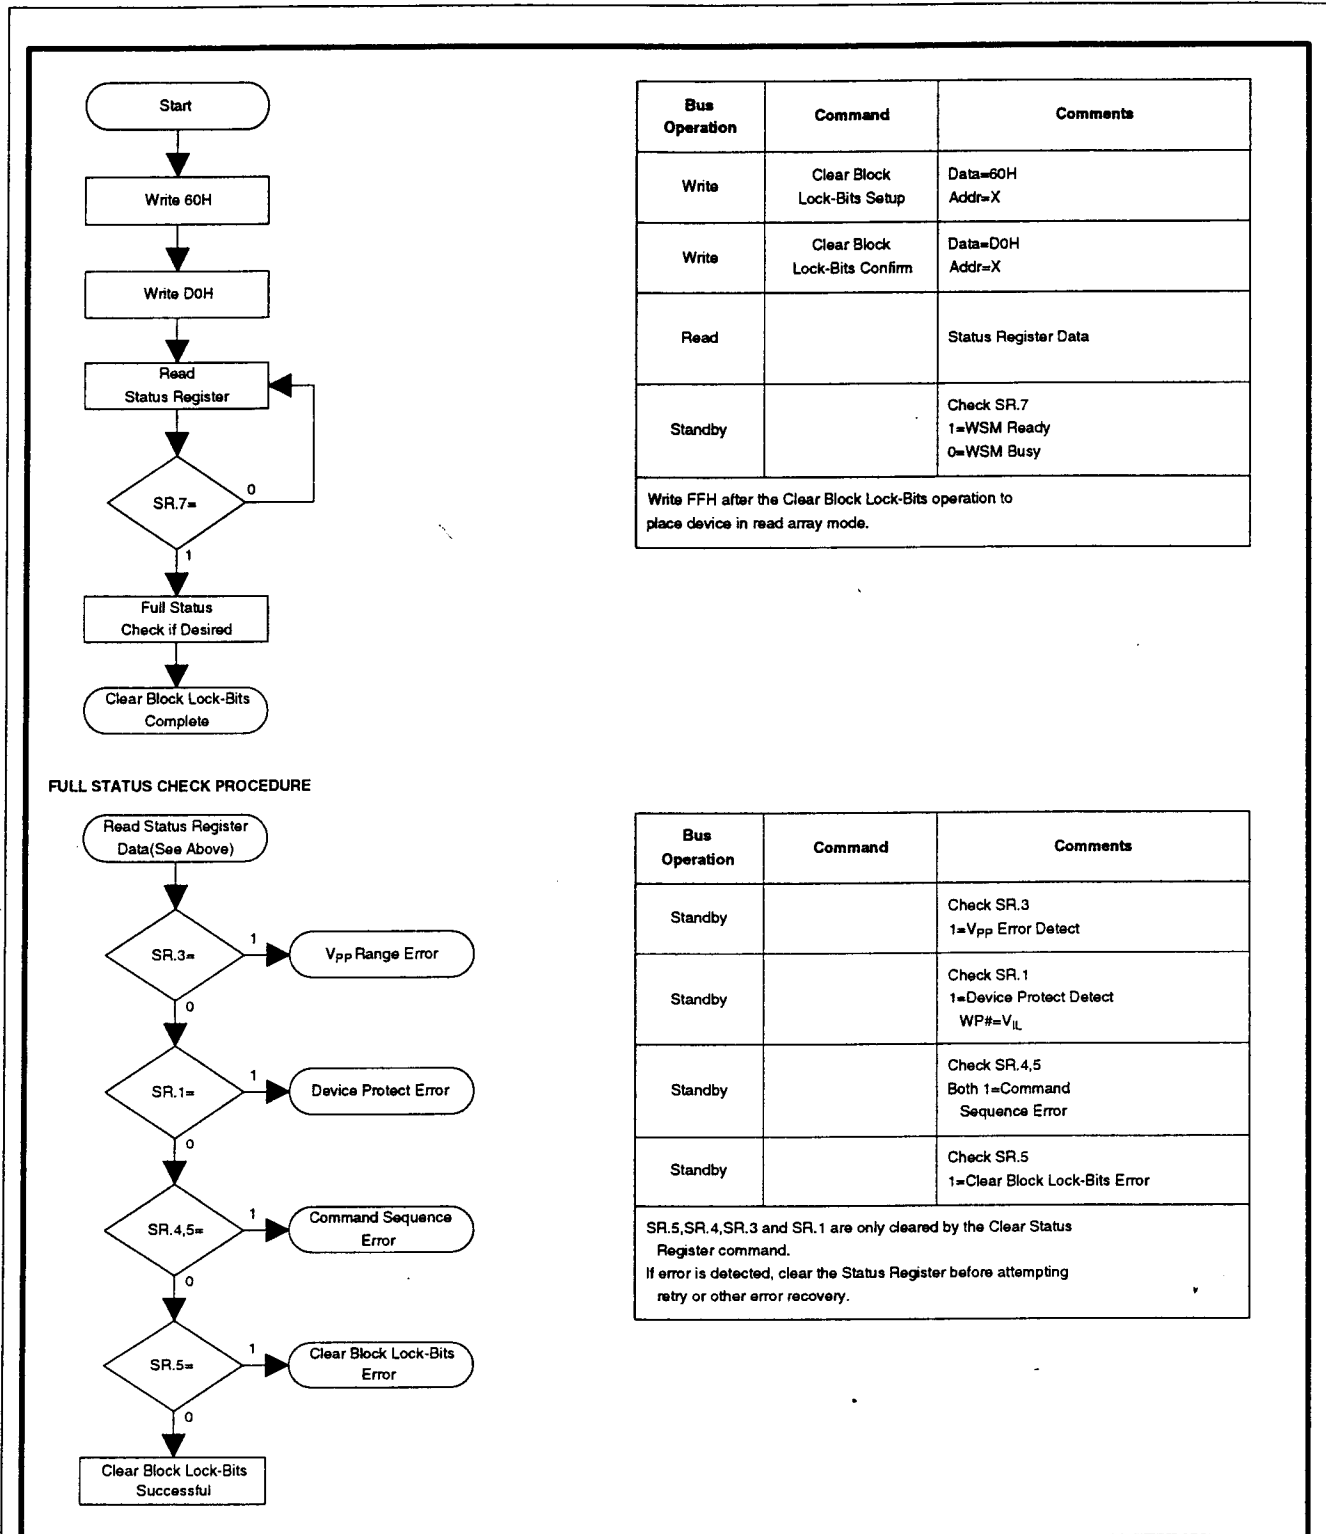 Start
Write 60H
Write D0H
Read
Status Register
SR.7=
0
1
Full Status
Check if Desired
Clear Block Lock-Bits
Complete
Bus
Operation
Command
Comments
Write
Clear Block
Lock-Bits Setup
Data=60H
Addr=X
Write
Clear Block
Lock-Bits Confirm
Data=D0H
Addr=X
Read
Status Register Data
Standby
Check SR.7
1=WSM Ready
0=WSM Busy
Write FFH after the Clear Block Lock-Bits operation to
place device in read array mode.
FULL STATUS CHECK PROCEDURE
Read Status Register
Data(See Above)
SR.3=
1
VPP Range Error
0
SR.1=
1
Device Protect Error
0
SR.4,5=
1
Command Sequence
Error
0
SR.5=
1
Clear Block Lock-Bits
Error
0
Clear Block Lock-Bits
Successful
Bus
Operation
Command
Comments
Standby
Check SR.3
1=VPP Error Detect
Standby
Check SR.1
1=Device Protect Detect
WP#=VIL
Standby
Check SR.4,5
Both 1=Command
Sequence Error
Standby
Check SR.5
1=Clear Block Lock-Bits Error
SR.5,SR.4,SR.3 and SR.1 are only cleared by the Clear Status
Register command.
If error is detected, clear the Status Register before attempting
retry or other error recovery.